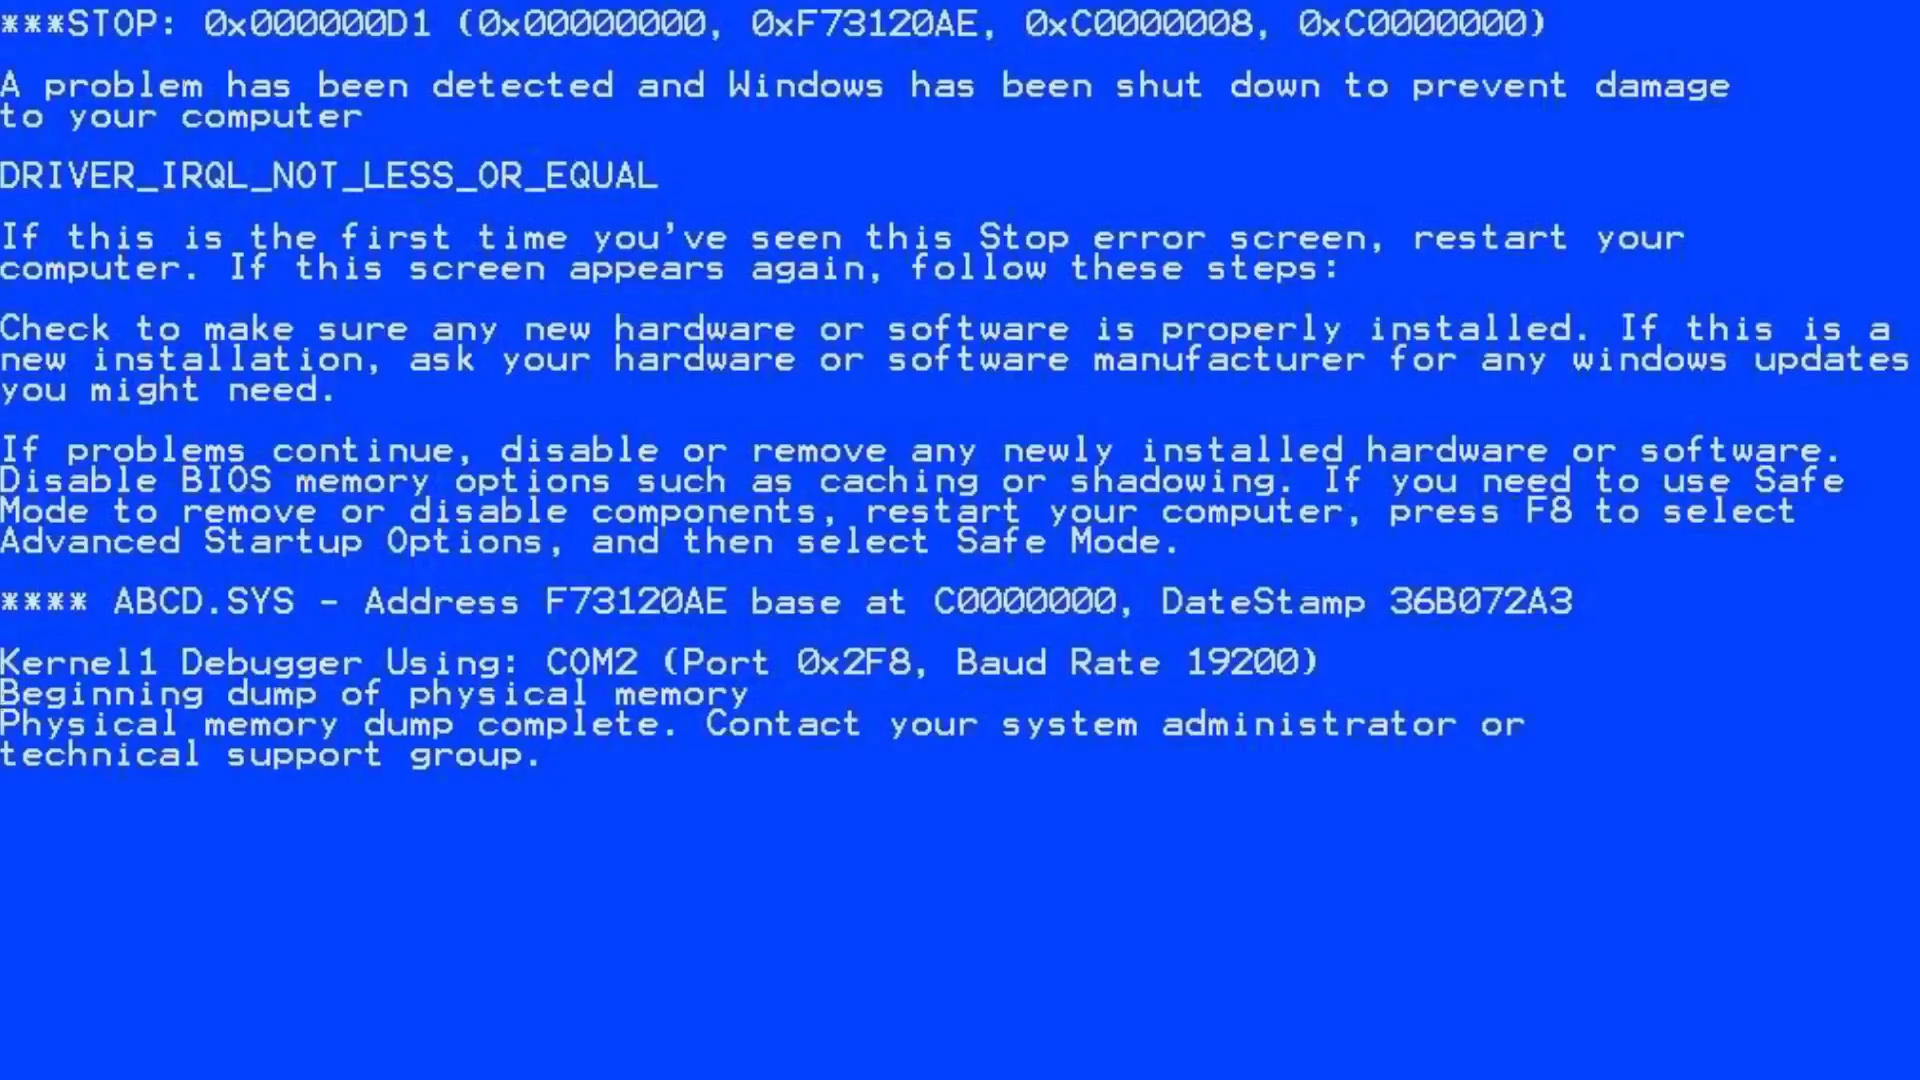 ***STOP: 0x000000D1 (0x00000000, 0xF73120AE, 0xC0000008, 0xC0000000)
A problem has been detected and Windows has been shut down to prevent damage
to your computer
DRIVER_IRQL_NOT_LESS_OR_EQUAL
If this is the first time you've seen this Stop error screen, restart your
computer. If this screen appears again, follow these steps:
Check to make sure any new hardware or software is properly installed. If this is a
new installation, ask your hardware or software manufacturer for any windows updates
you might need.
If problems continue, disable or remove any newly installed hardware or software.
Disable BIOS memory options such as caching or shadowing. If you need to use Safe
Mode to remove or disable components, restart your computer, press F8 to select
Advanced Startup Options, and then select Safe Mode.
**** ABCD.SYS - Address F73120AE base at C0000000, DateStamp 36B072A3
Kernel1 Debugger Using: COM2 (Port 0x2F8, Baud Rate 19200)
Beginning dump of physical memory
Physical memory dump complete. Contact your system administrator or
technical support group.